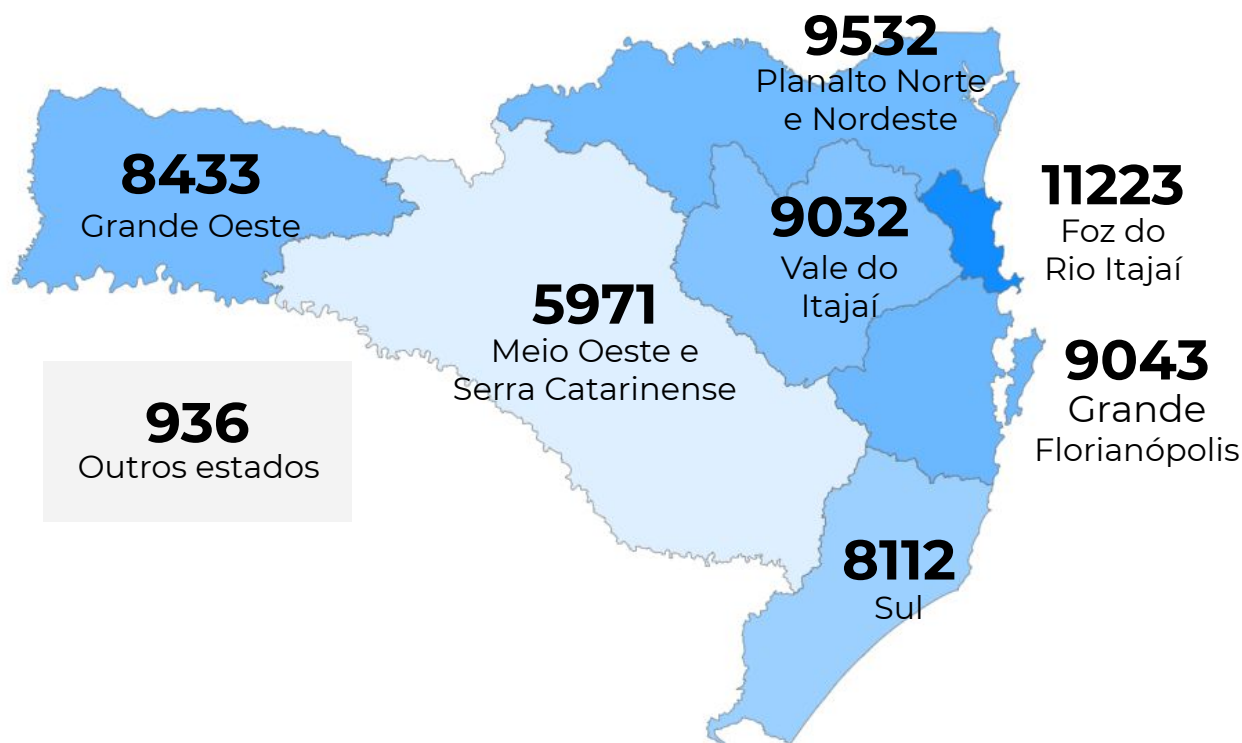 9532
Planalto Norte
e Nordeste
8433
Grande Oeste
9032
Vale do
Itajaí
11223
Foz do
Rio Itajaí
5971
Meio Oeste e
Serra Catarinense
9043
Grande
Florianópolis
936
Outros estados
8112
Sul